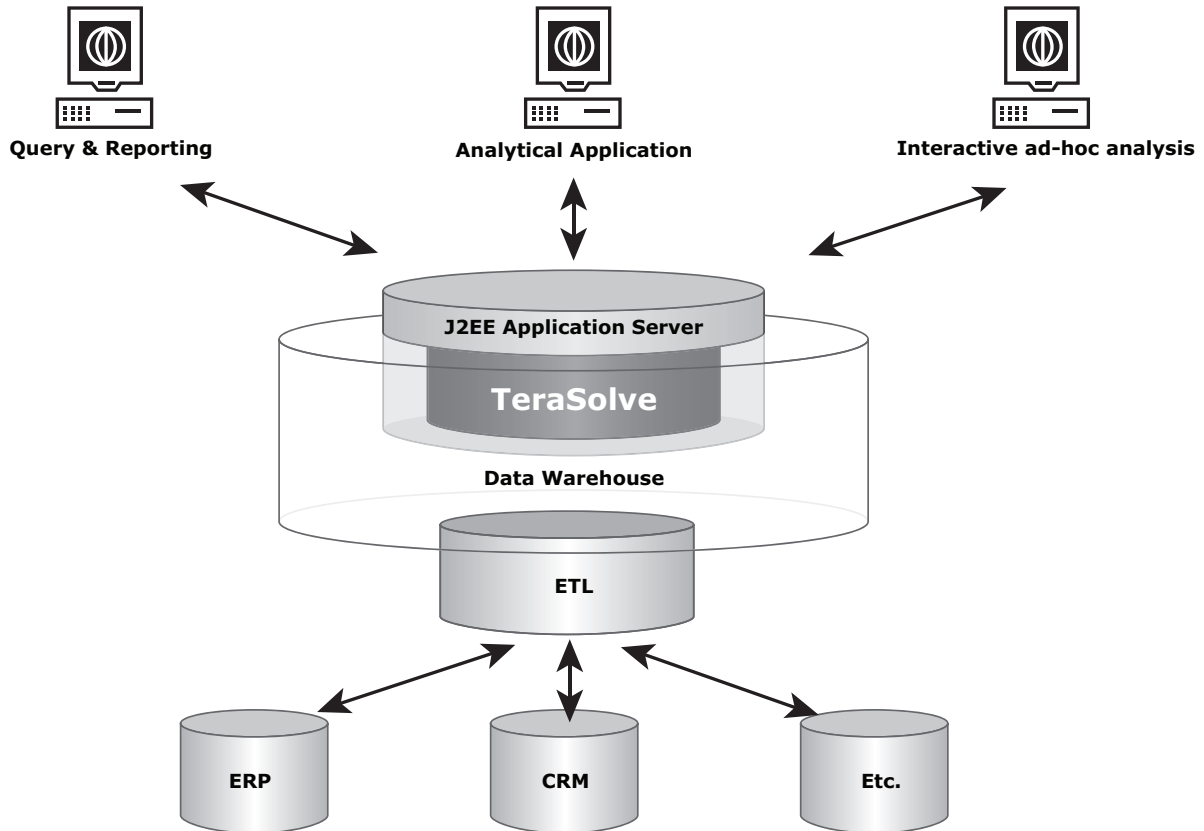 Query & Reporting
Analytical Application
Interactive ad-hoc analysis
J2EE Application Server
TeraSolve
Data Warehouse
ETL
ERP
CRM
Etc.